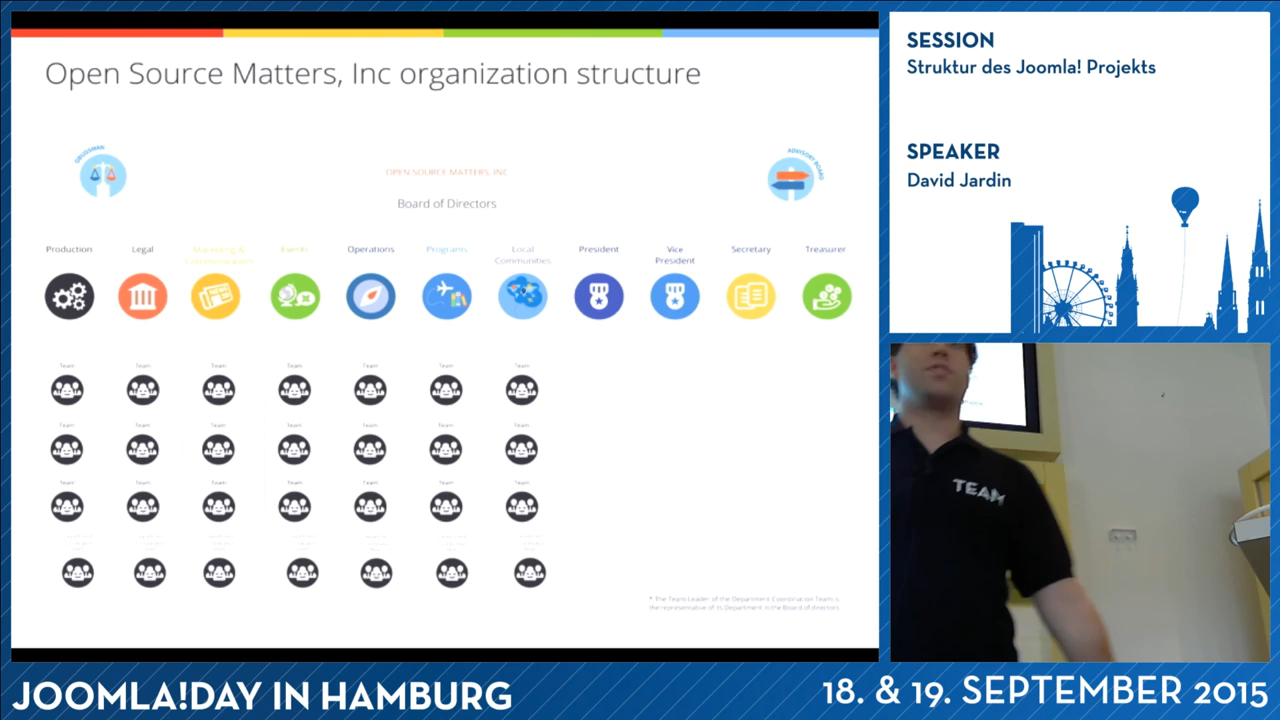 Open Source Matters, Inc organization structure
OMBUDSMAN
ADVISORY BOARD
OPEN SOURCE MATTERS, INC
Board of Directors
Production
Legal
Marketing &
Communication
Events
Operations
Programs
Local
Communities
President
Vice
President
Secretary
Treasurer
Team Team Team Team Team Team Team
Team Team Team Team Team Team Team
Team Team Team Team Team Team Team
* The Team Leader of the Department Coordination Team is
the representative of its Department in the Board of directors
SESSION
Struktur des Joomla! Projekts
SPEAKER
David Jardin
TEAM
JOOMLA!DAY IN HAMBURG
18. & 19. SEPTEMBER 2015